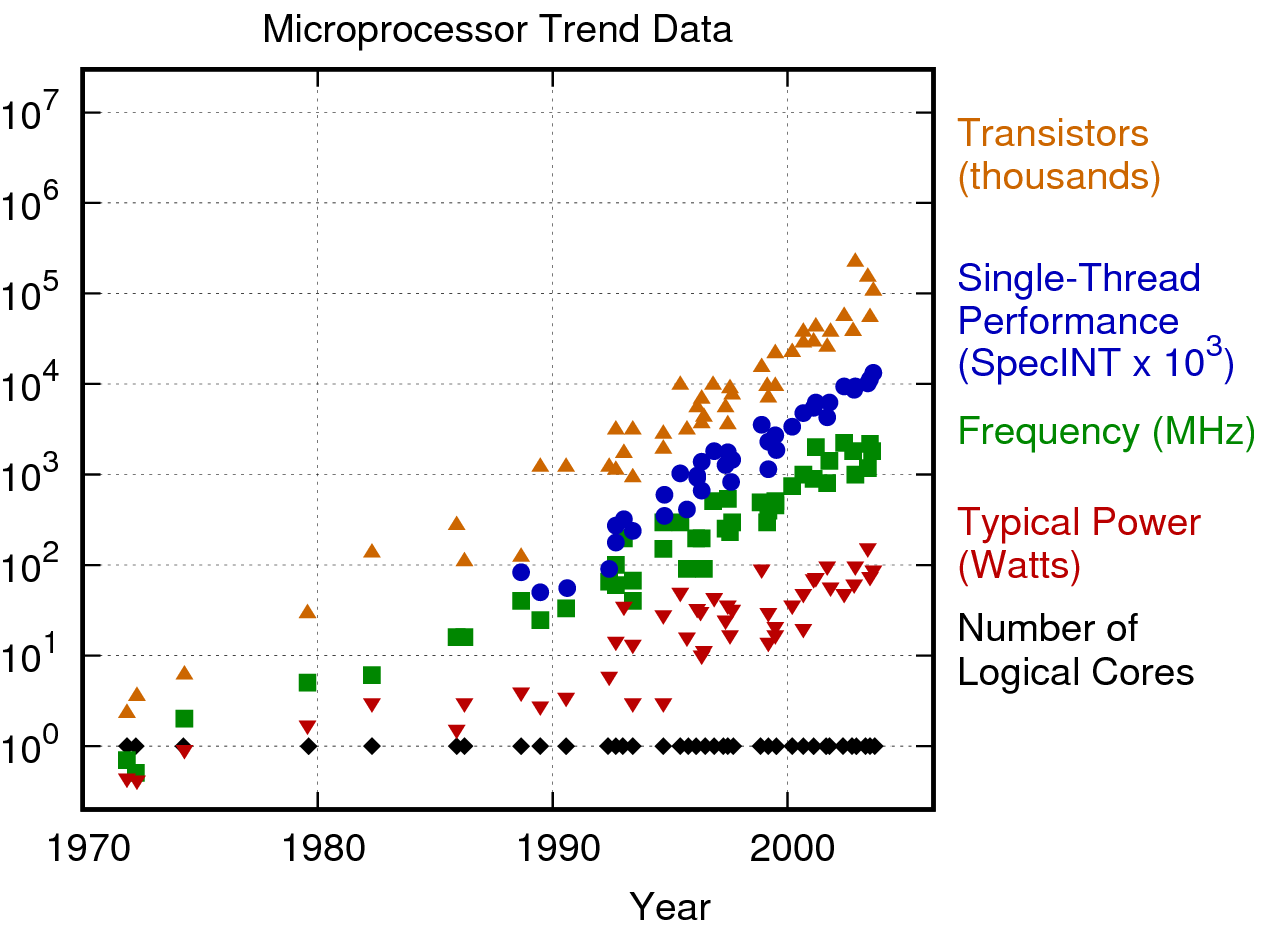 Microprocessor Trend Data
10^7
10^6
10^5
10^4
10^3
10^2
10^1
10^0
1970 1980 1990 2000
Year
Transistors
(thousands)
Single-Thread
Performance
(SpecINT x 10^3)
Frequency (MHz)
Typical Power
(Watts)
Number of
Logical Cores